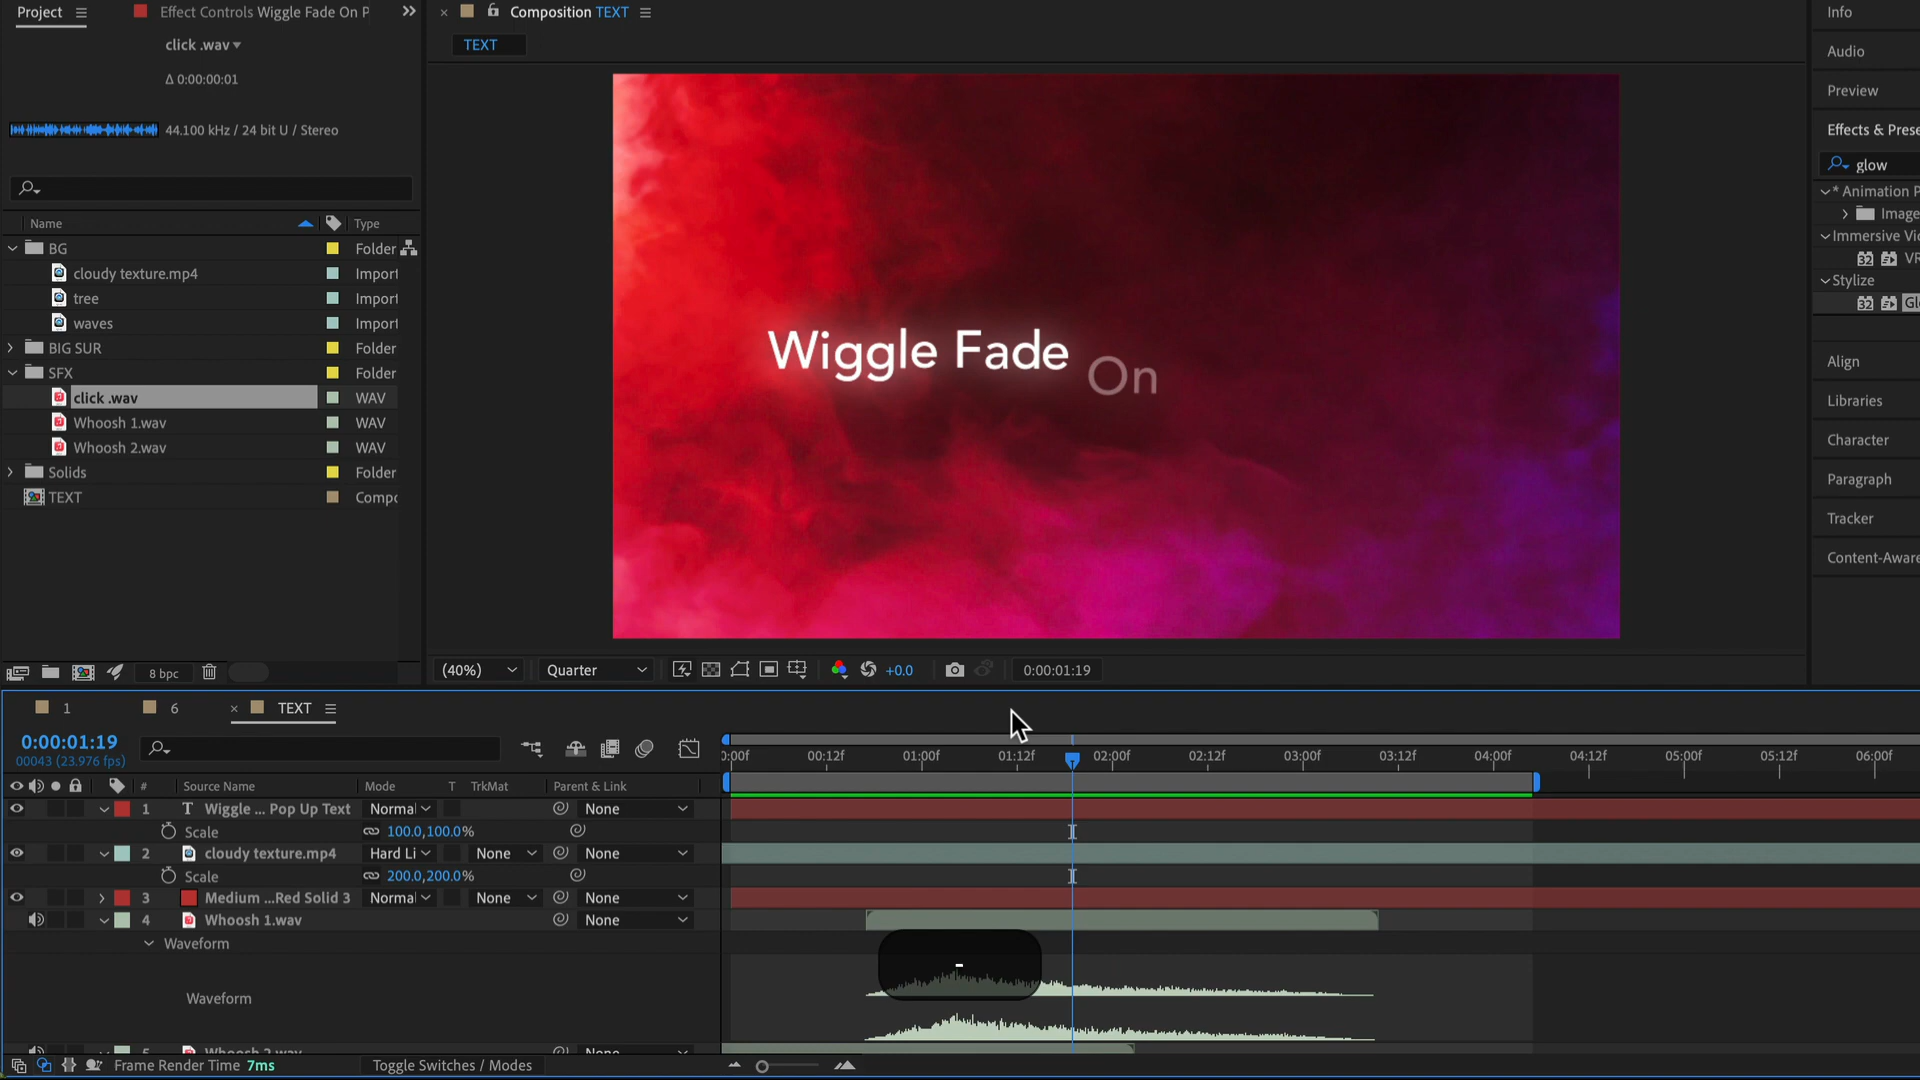 Project
Effect Controls Wiggle Fade On P
Composition TEXT
Info
click .wav
TEXT
Audio
Δ 0:00:00:01
Preview
44.100 kHz / 24 bit U / Stereo
Effects & Prese
glow
* Animation P
Image
Immersive Vi
VR
Stylize
Gl
Name
Type
BG
Folder
cloudy texture.mp4
Import
tree
Import
waves
Import
BIG SUR
Folder
SFX
Folder
click .wav
WAV
Whoosh 1.wav
WAV
Whoosh 2.wav
WAV
Solids
Folder
TEXT
Compo
Wiggle Fade On
Align
Libraries
Character
Paragraph
Tracker
Content-Aware
8 bpc
(40%)
Quarter
+0.0
0:00:01:19
1
6
TEXT
0:00:01:19
00043 (23.976 fps)
0:00f 00:12f 01:00f 01:12f 02:00f 02:12f 03:00f 03:12f 04:00f 04:12f 05:00f 05:12f 06:00f
# Source Name Mode T TrkMat Parent & Link
1 T Wiggle ... Pop Up Text Normal None
Scale 100.0,100.0%
2 cloudy texture.mp4 Hard Li None None
Scale 200.0,200.0%
3 Medium ...Red Solid 3 Normal None None
4 Whoosh 1.wav None
Waveform
-
Waveform
5 Whoosh 2.wav None
Frame Render Time 7ms
Toggle Switches / Modes